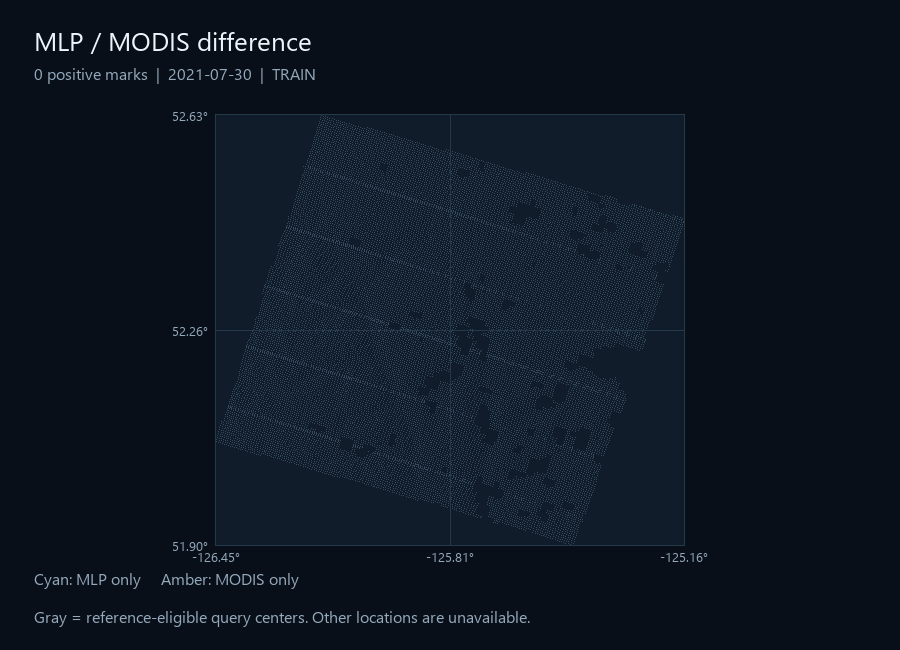 MLP / MODIS difference
0 positive marks | 2021-07-30 | TRAIN
52.63°
52.26°
51.90°
-126.45° -125.81° -125.16°
Cyan: MLP only Amber: MODIS only
Gray = reference-eligible query centers. Other locations are unavailable.